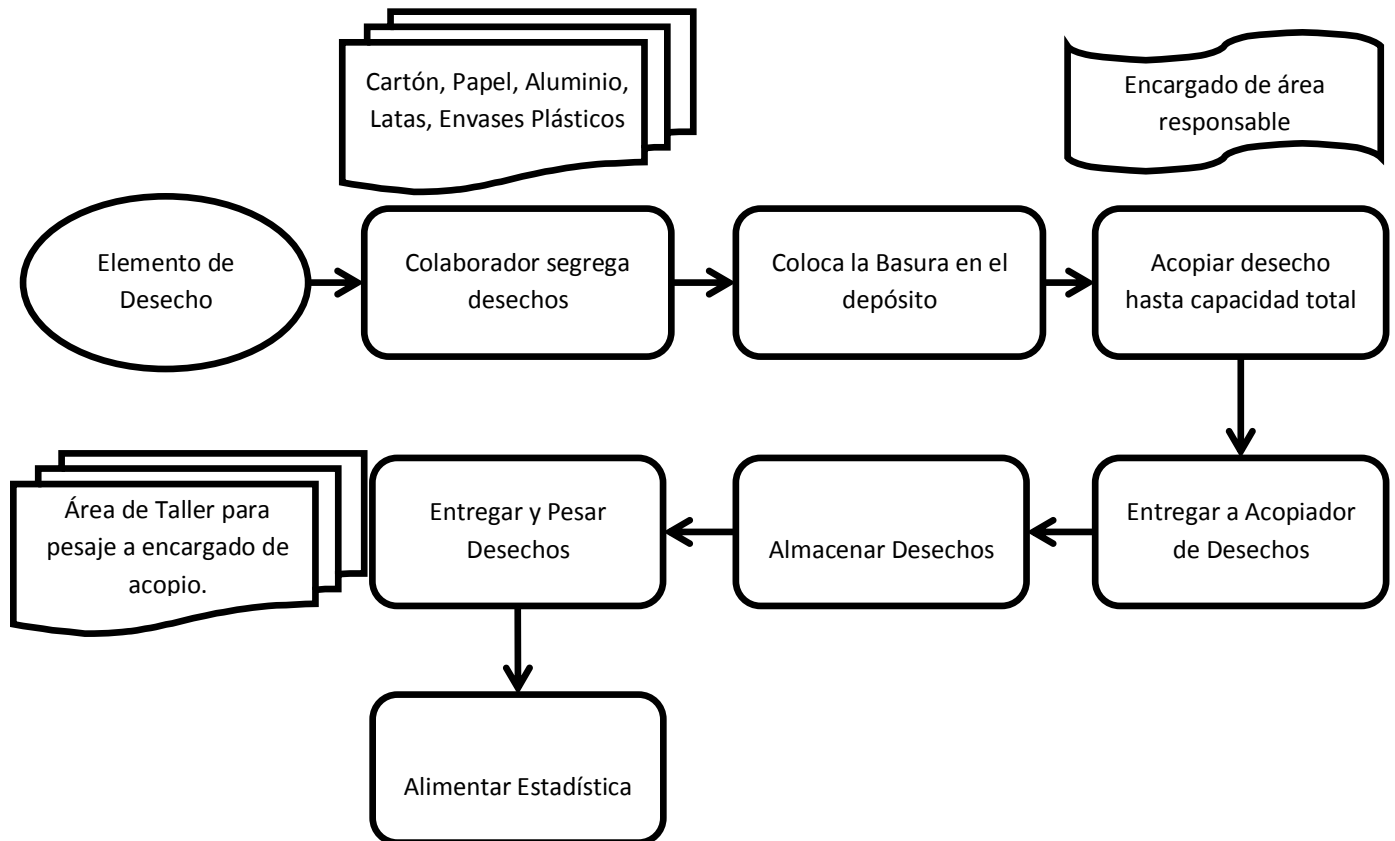 Cartón, Papel, Aluminio,
Latas, Envases Plásticos
Encargado de área
responsable
Elemento de
Desecho
Colaborador segrega
desechos
Coloca la Basura en el
depósito
Acopiar desecho
hasta capacidad total
Área de Taller para
pesaje a encargado de
acopio.
Entregar y Pesar
Desechos
Almacenar Desechos
Entregar a Acopiador
de Desechos
Alimentar Estadística